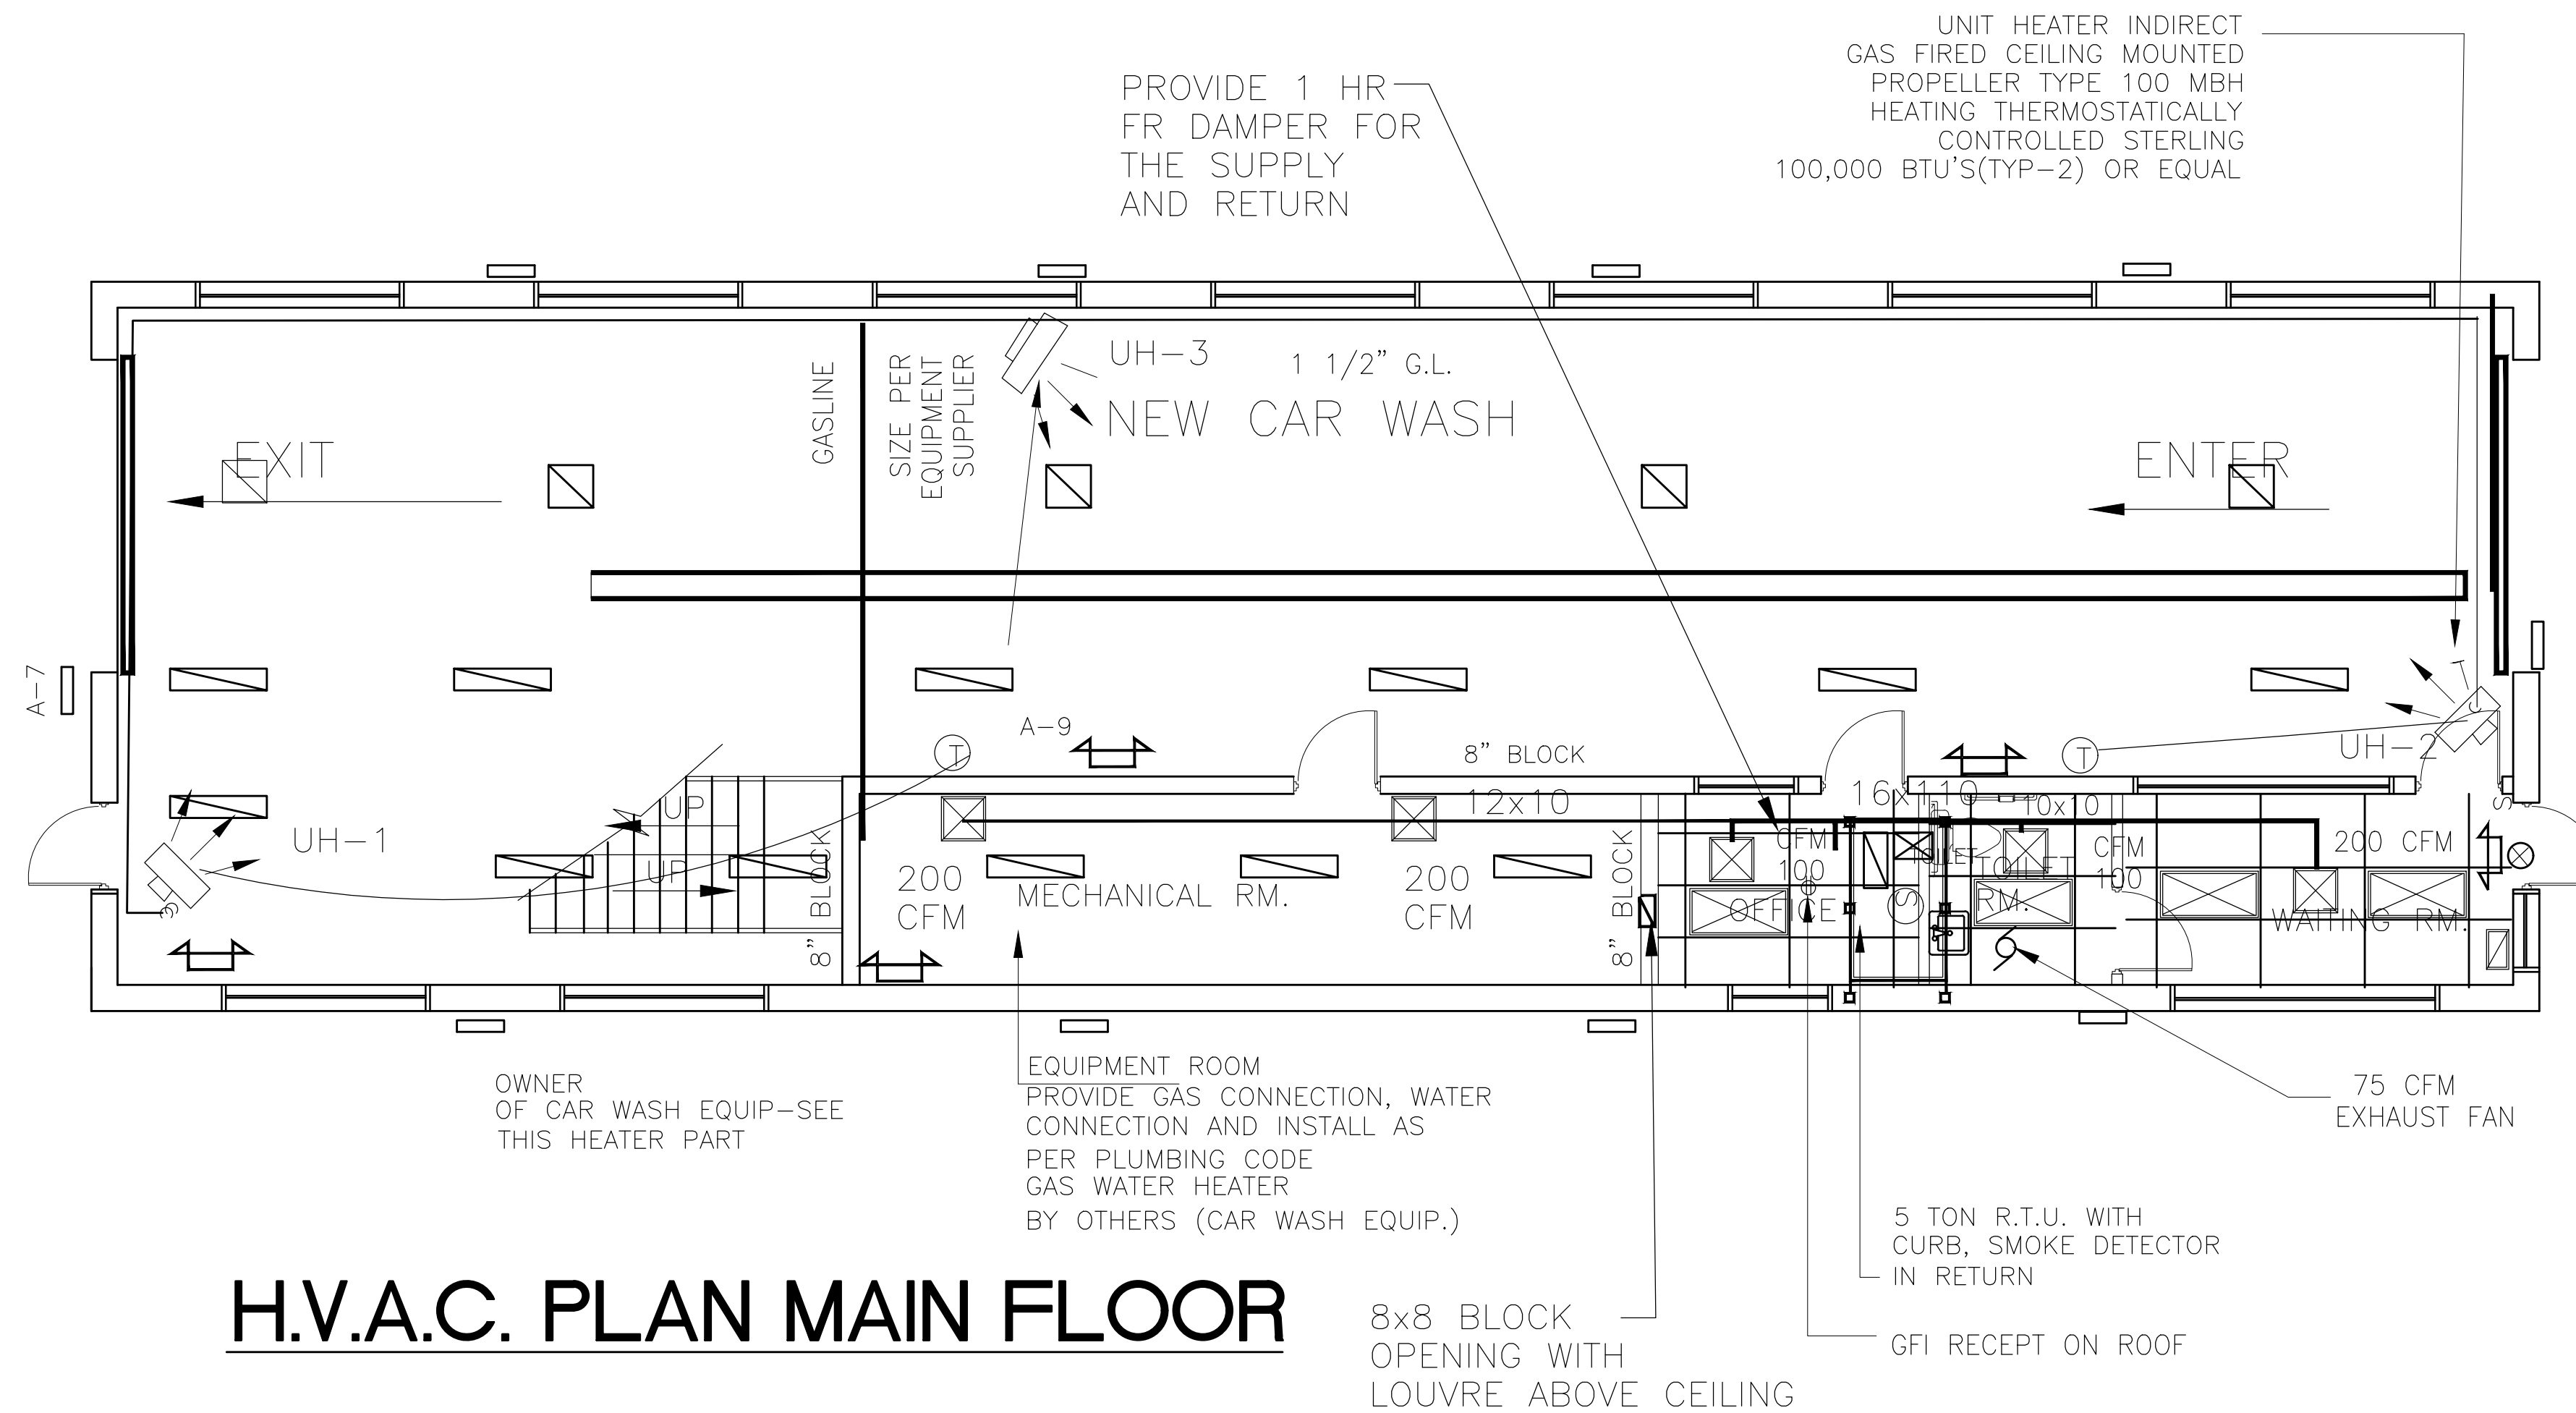 UNIT HEATER INDIRECT
GAS FIRED CEILING MOUNTED
PROPELLER TYPE 100 MBH
HEATING THERMOSTATICALLY
CONTROLLED STERLING
100,000 BTU'S(TYP-2) OR EQUAL
PROVIDE 1 HR
FR DAMPER FOR
THE SUPPLY
AND RETURN
GASLINE
SIZE PER
EQUIPMENT
SUPPLIER
UH-3
1 1/2" G.L.
NEW CAR WASH
EXIT
ENTER
A-7
A-9
T
8" BLOCK
T
UH-2
T
G
S
UH-1
G
UP
UP
8" BLOCK
12x10
16x110
10x10
200
CFM
MECHANICAL RM.
200
CFM
8" BLOCK
CFM
100
OFFICE
S
TOILET
TOILET
RM.
CFM
100
200 CFM
WAITING RM.
OWNER
OF CAR WASH EQUIP-SEE
THIS HEATER PART
EQUIPMENT ROOM
PROVIDE GAS CONNECTION, WATER
CONNECTION AND INSTALL AS
PER PLUMBING CODE
GAS WATER HEATER
BY OTHERS (CAR WASH EQUIP.)
75 CFM
EXHAUST FAN
5 TON R.T.U. WITH
CURB, SMOKE DETECTOR
IN RETURN
GFI RECEPT ON ROOF
8x8 BLOCK
OPENING WITH
LOUVRE ABOVE CEILING
H.V.A.C. PLAN MAIN FLOOR